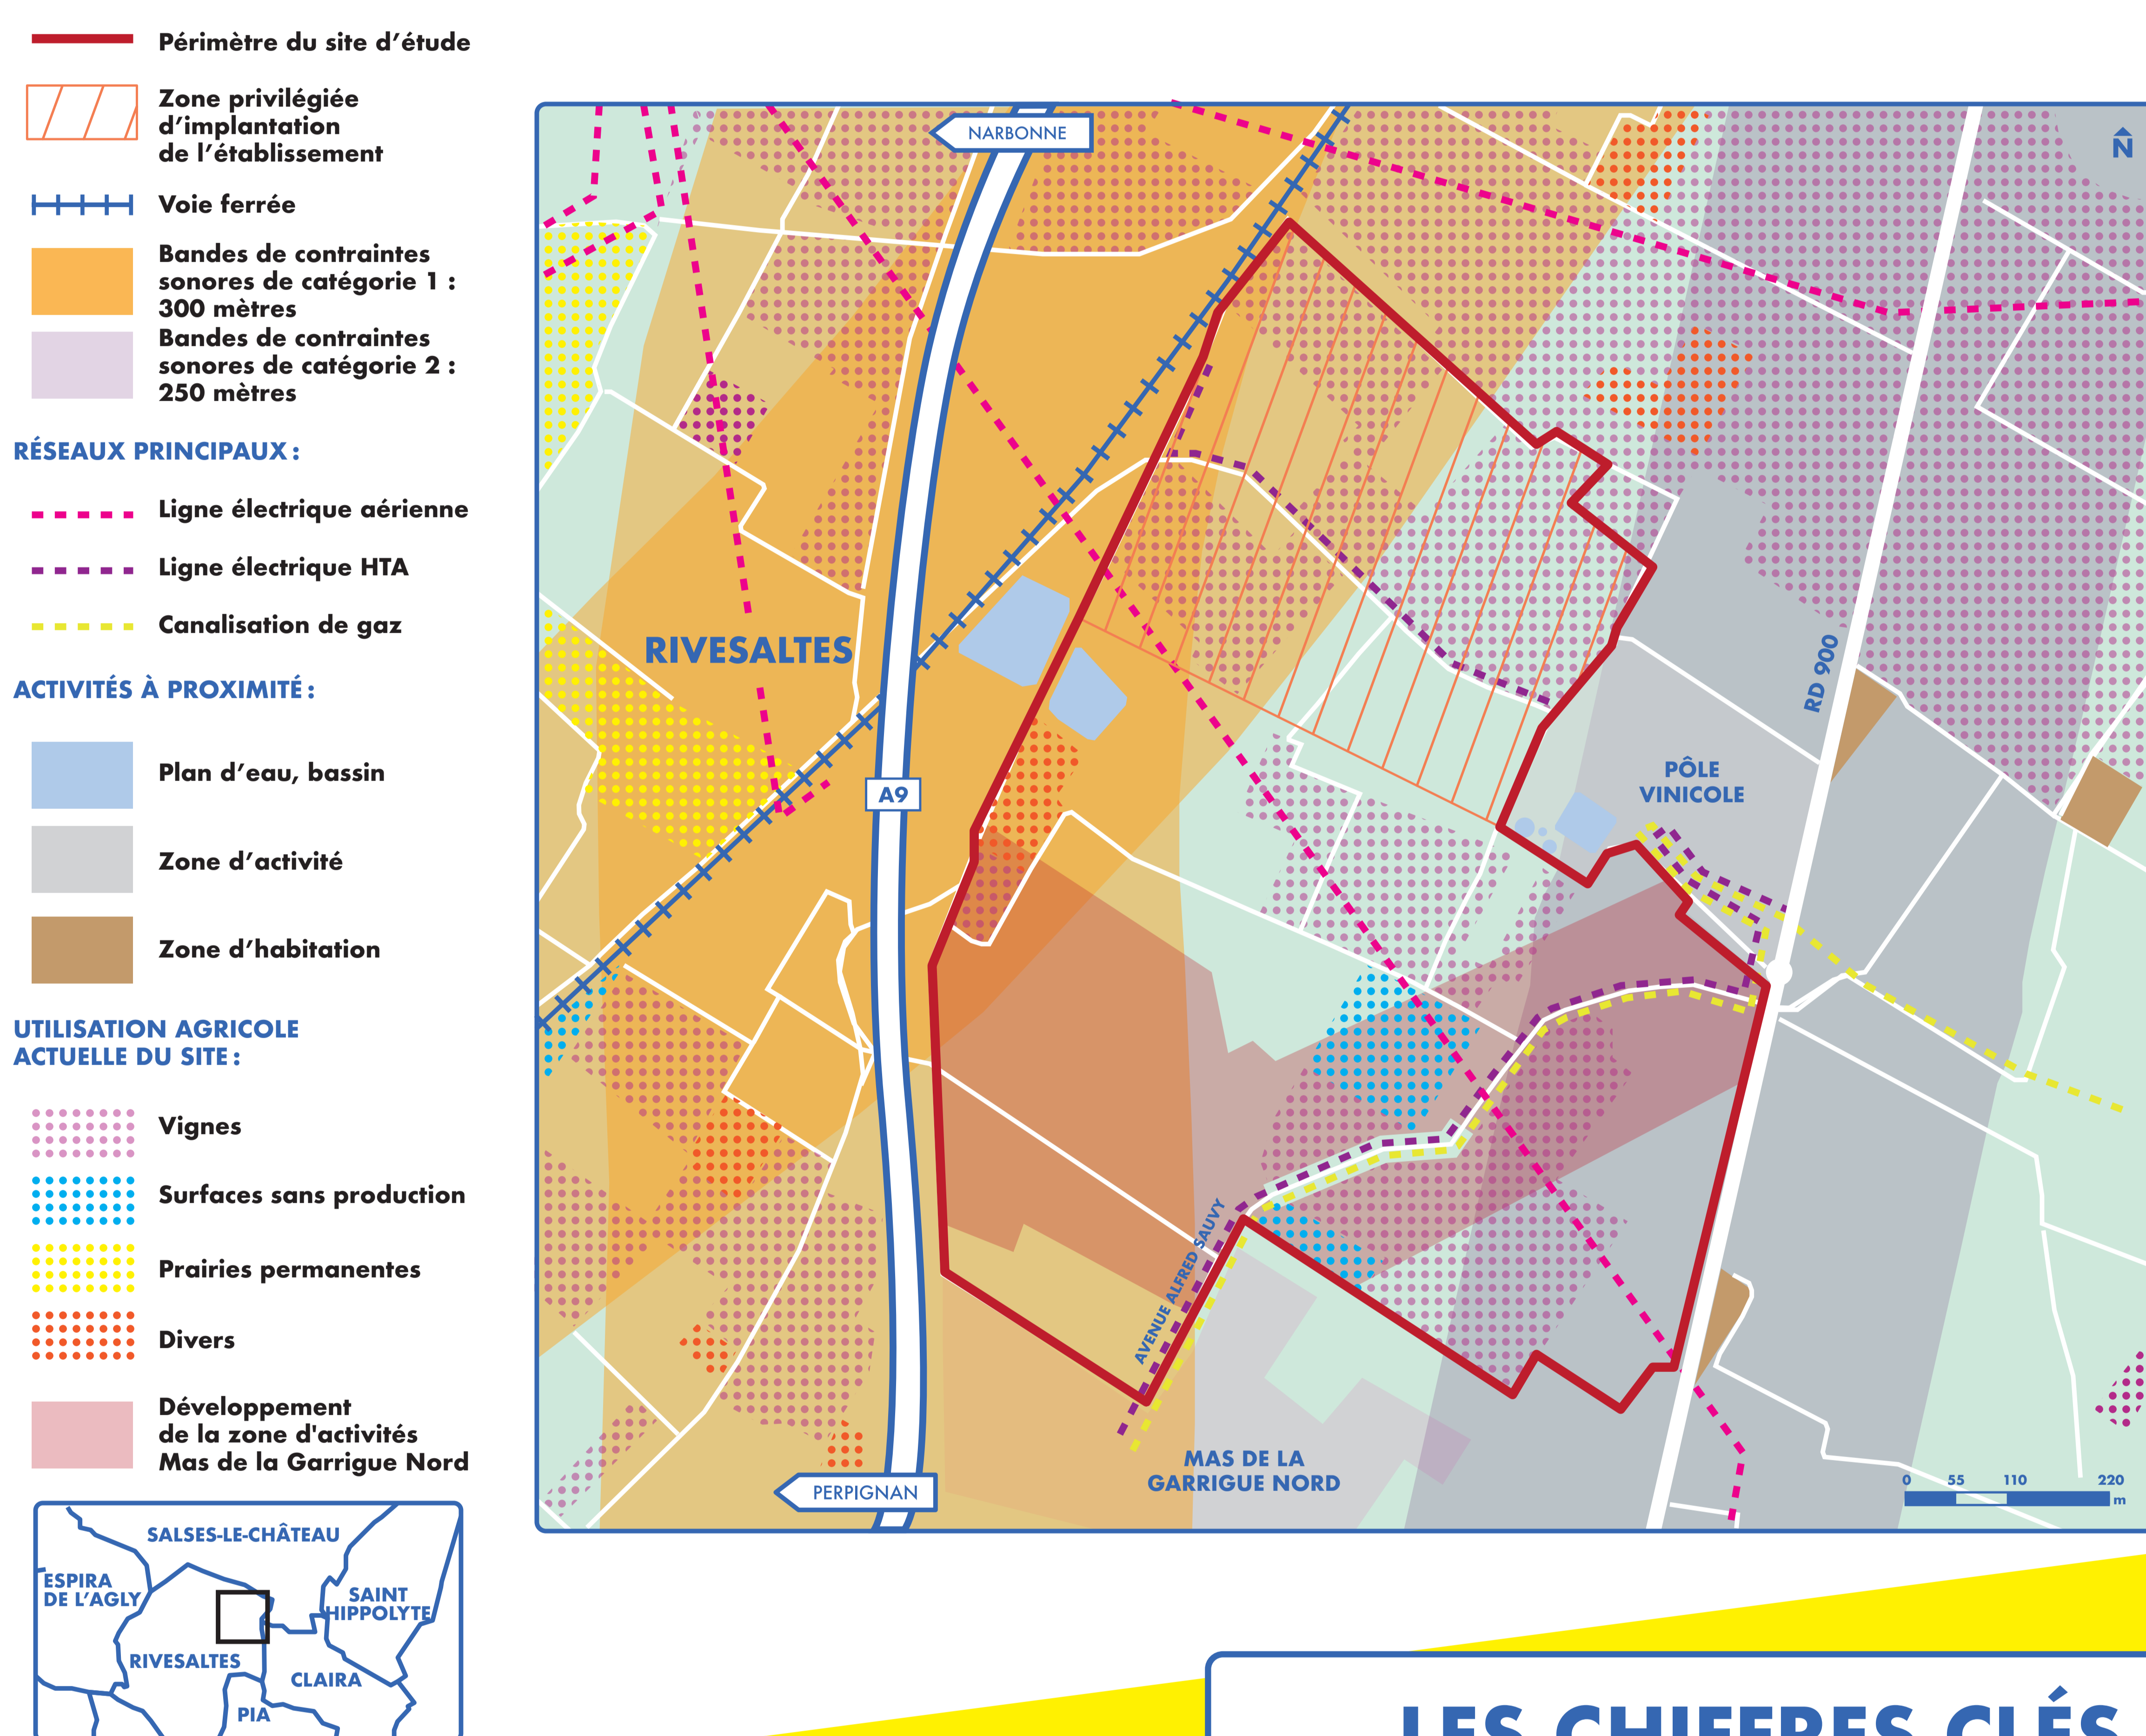 Périmètre du site d’étude
Zone privilégiée
d’implantation
de l’établissement
Voie ferrée
Bandes de contraintes
sonores de catégorie 1 :
300 mètres
Bandes de contraintes
sonores de catégorie 2 :
250 mètres
RÉSEAUX PRINCIPAUX :
Ligne électrique aérienne
Ligne électrique HTA
Canalisation de gaz
ACTIVITÉS À PROXIMITÉ :
Plan d’eau, bassin
Zone d’activité
Zone d’habitation
UTILISATION AGRICOLE
ACTUELLE DU SITE :
Vignes
Surfaces sans production
Prairies permanentes
Divers
Développement
de la zone d'activités
Mas de la Garrigue Nord
SALSES-LE-CHÂTEAU
ESPIRA
DE L’AGLY
SAINT
HIPPOLYTE
RIVESALTES
CLAIRA
PIA
NARBONNE
N
RIVESALTES
RD 900
A9
PÔLE
VINICOLE
AVENUE ALFRED SAUVY
MAS DE LA
GARRIGUE NORD
PERPIGNAN
0 55 110 220
m
LES CHIFFRES CLÉS